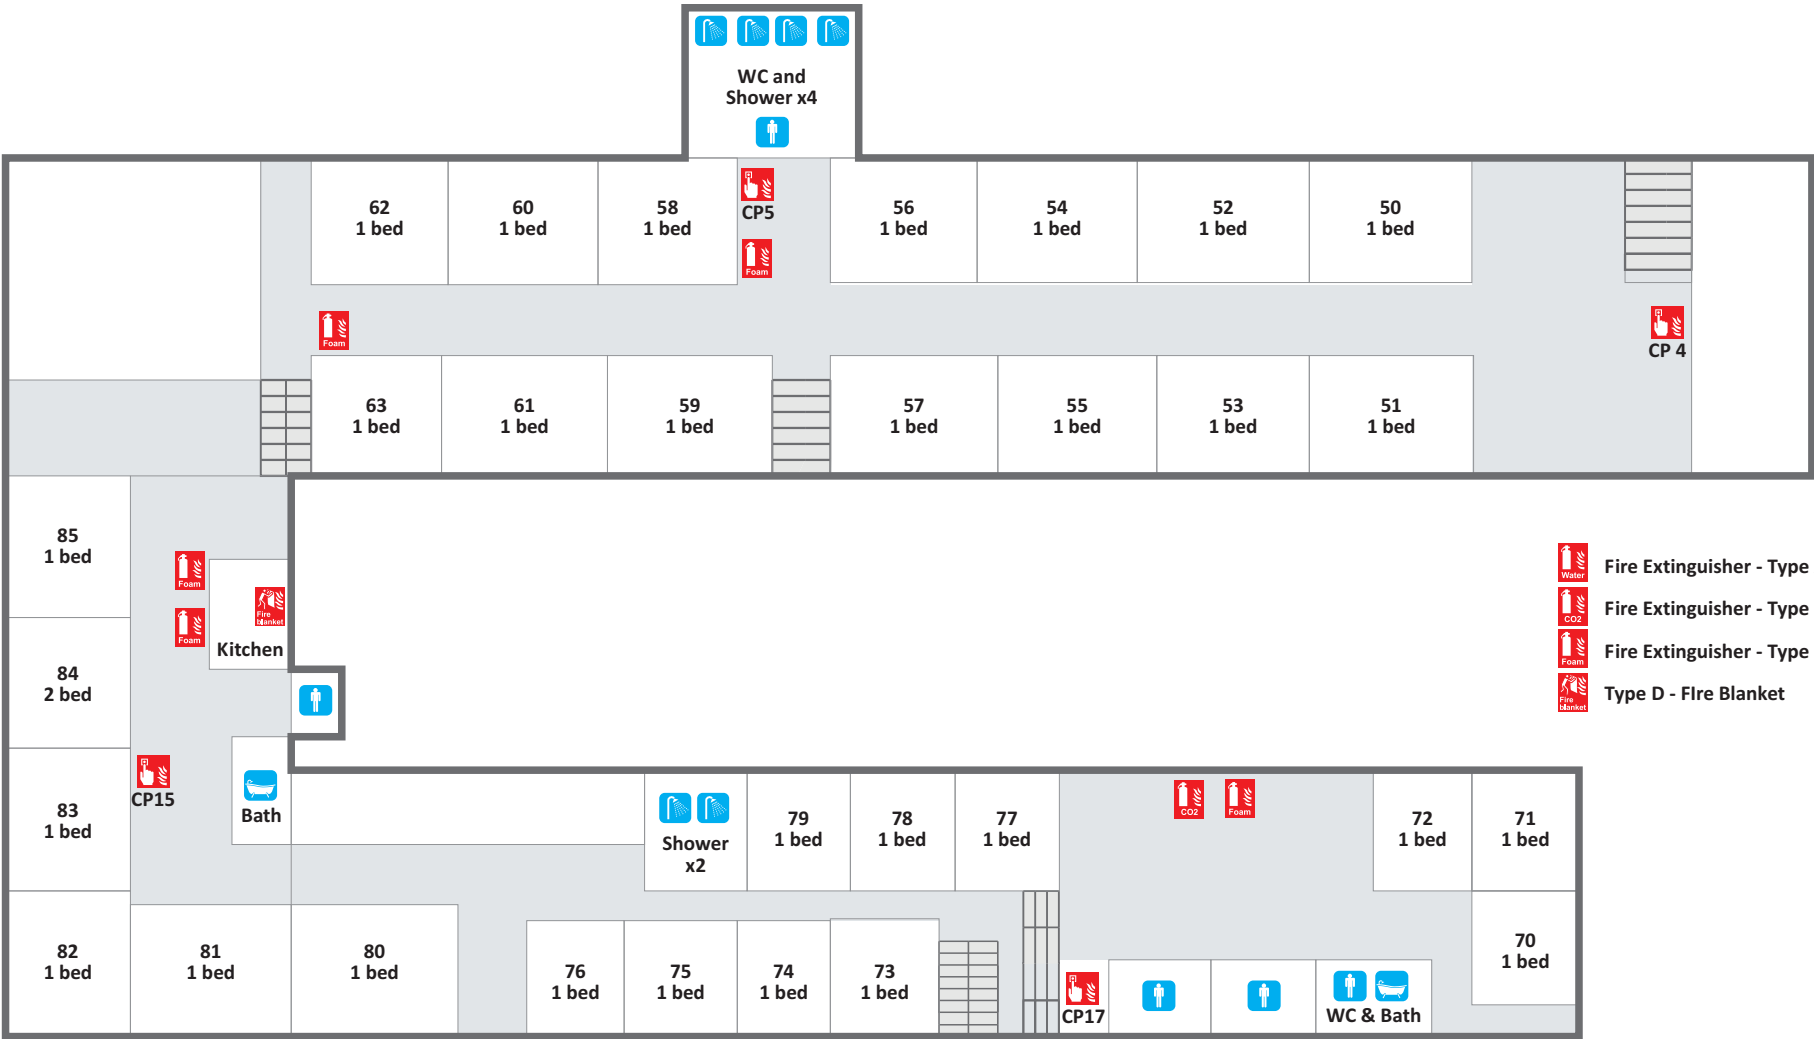 WC and
Shower x4
62
1 bed
60
1 bed
58
1 bed
CP5
Foam
56
1 bed
54
1 bed
52
1 bed
50
1 bed
Foam
CP 4
63
1 bed
61
1 bed
59
1 bed
57
1 bed
55
1 bed
53
1 bed
51
1 bed
85
1 bed
Foam
Foam
Fire
blanket
Kitchen
84
2 bed
Water
Fire Extinguisher - Type
CO2
Fire Extinguisher - Type
Foam
Fire Extinguisher - Type
Fire
blanket
Type D - FIre Blanket
83
1 bed
CP15
Bath
Shower
x2
79
1 bed
78
1 bed
77
1 bed
CO2
Foam
72
1 bed
71
1 bed
82
1 bed
81
1 bed
80
1 bed
76
1 bed
75
1 bed
74
1 bed
73
1 bed
CP17
WC & Bath
70
1 bed